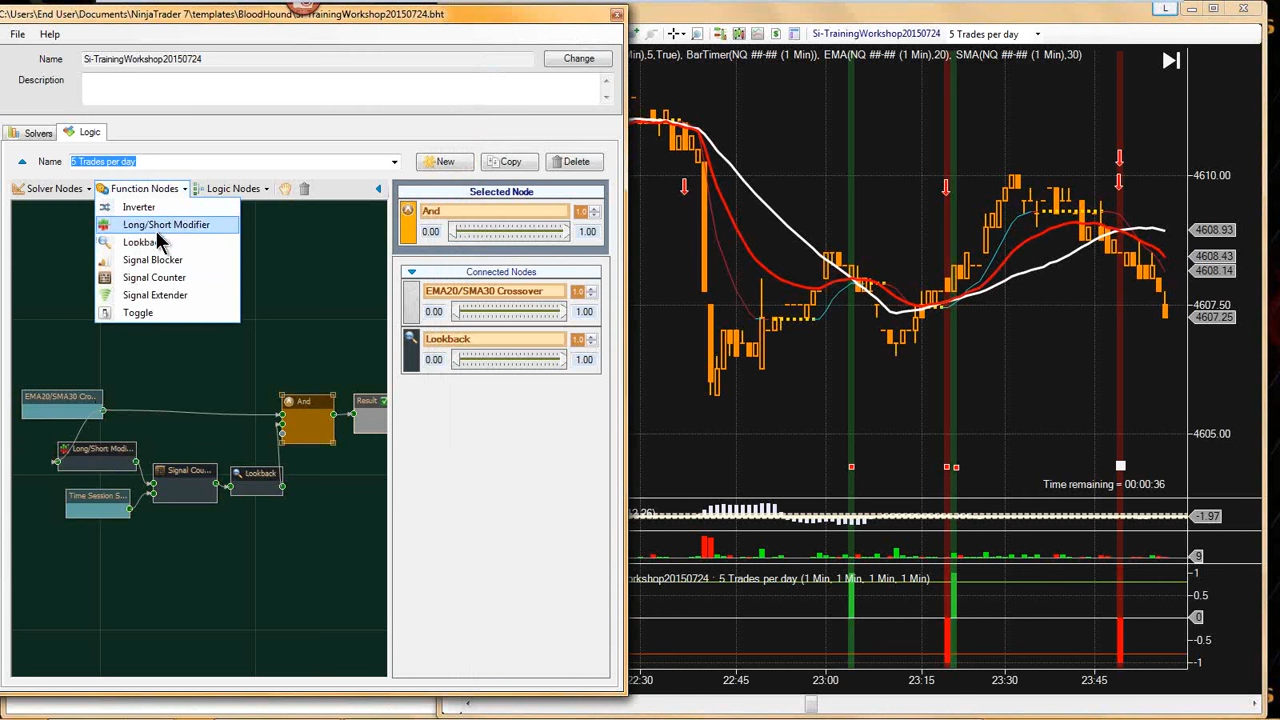 C:\Users\End User\Documents\NinjaTrader 7\templates\BloodHound\Si-TrainingWorkshop20150724.bht
File Help
Name Si-TrainingWorkshop20150724 Change
Description
Solvers Logic
Name 5 Trades per day New Copy Delete
Solver Nodes Function Nodes Logic Nodes
Inverter
Long/Short Modifier
Signal Blocker
Signal Counter
Signal Extender
Toggle
EMA20/SMA30 Cro...
Long/Short Modi...
Time Session S...
Signal Cou...
Lookback
And
Result
Selected Node
And 1.0
0.00 1.00
Connected Nodes
EMA20/SMA30 Crossover 1.0
0.00 1.00
Lookback 1.0
0.00 1.00
L
Si-TrainingWorkshop20150724 5 Trades per day
in),5,True), BarTimer(NQ ##-## (1 Min)), EMA(NQ ##-## (1 Min),20), SMA(NQ ##-## (1 Min),30)
4610.00
4608.93
4608.43
4608.14
4607.50
4607.25
4605.00
Time remaining = 00:00:36
-1.97
9
rkshop20150724 : 5 Trades per day (1 Min, 1 Min, 1 Min, 1 Min)
1
0.5
0
-0.5
-1
22:30 22:45 23:00 23:15 23:30 23:45